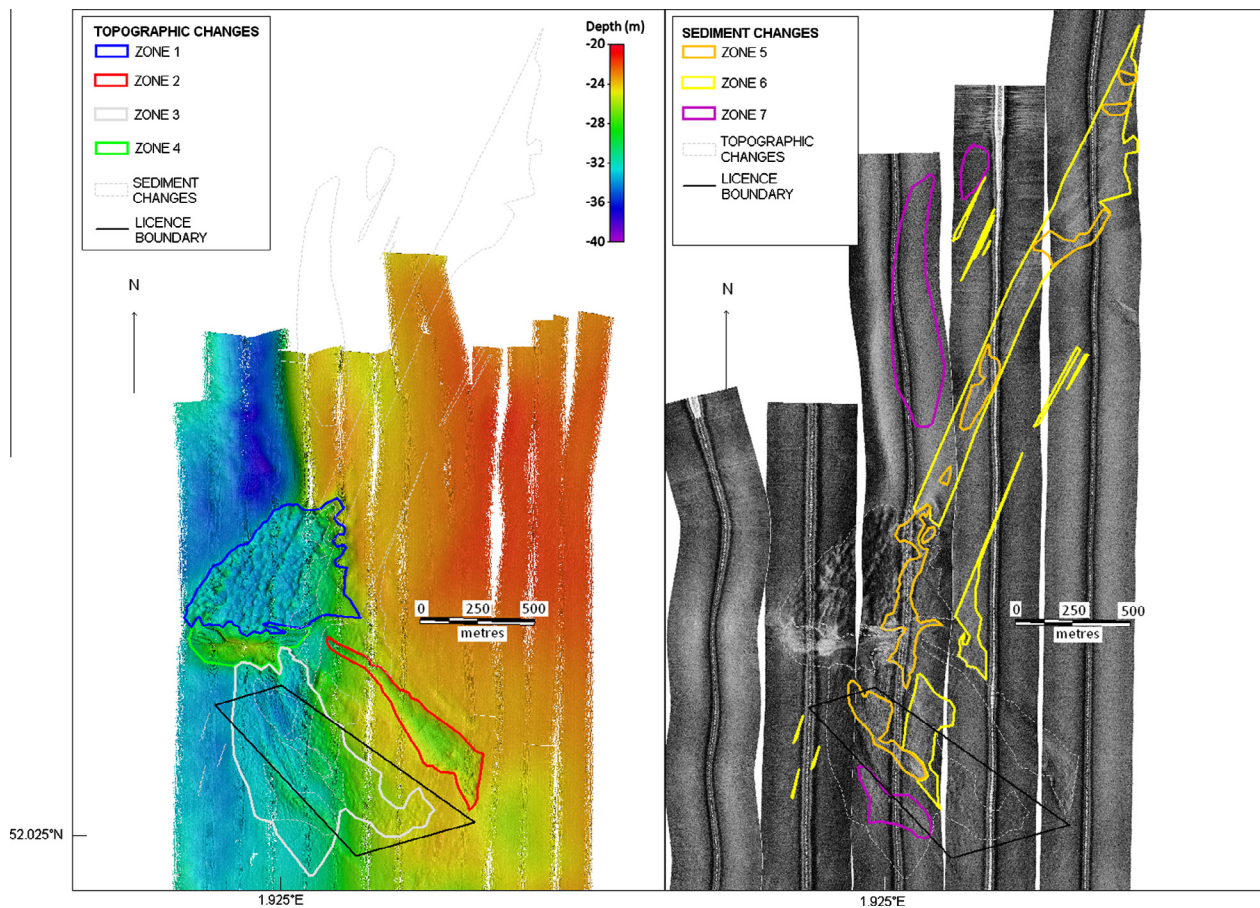 TOPOGRAPHIC CHANGES
ZONE 1
ZONE 2
ZONE 3
ZONE 4
SEDIMENT
CHANGES
LICENCE
BOUNDARY
Depth (m)
-20
-24
-28
-32
-36
-40
N
0 250 500
metres
52.025°N
1.925°E
SEDIMENT CHANGES
ZONE 5
ZONE 6
ZONE 7
TOPOGRAPHIC
CHANGES
LICENCE
BOUNDARY
N
0 250 500
metres
1.925°E